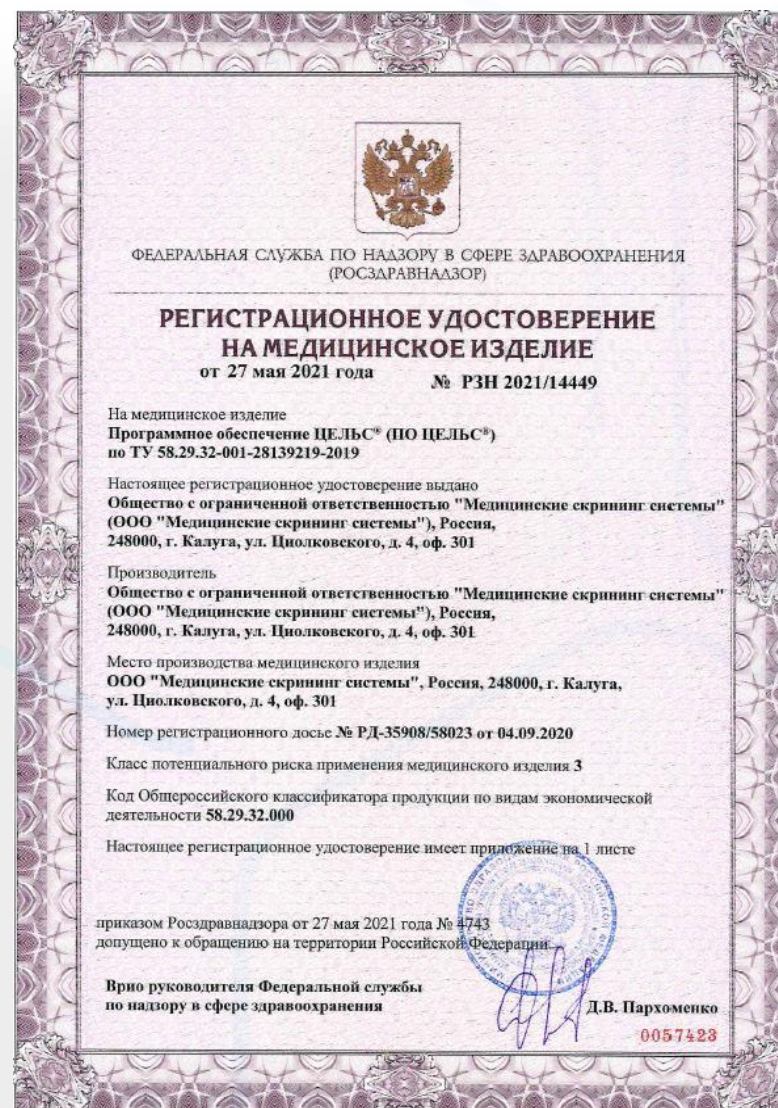 ФЕДЕРАЛЬНАЯ СЛУЖБА ПО НАДЗОРУ В СФЕРЕ ЗДРАВООХРАНЕНИЯ
(РОСЗДРАВНАДЗОР)
РЕГИСТРАЦИОННОЕ УДОСТОВЕРЕНИЕ
НА МЕДИЦИНСКОЕ ИЗДЕЛИЕ
от 27 мая 2021 года № РЗН 2021/14449
На медицинское изделие
Программное обеспечение ЦЕЛЬС® (ПО ЦЕЛЬС®)
по ТУ 58.29.32-001-28139219-2019
Настоящее регистрационное удостоверение выдано
Общество с ограниченной ответственностью "Медицинские скрининг системы"
(ООО "Медицинские скрининг системы"), Россия,
248000, г. Калуга, ул. Циолковского, д. 4, оф. 301
Производитель
Общество с ограниченной ответственностью "Медицинские скрининг системы"
(ООО "Медицинские скрининг системы"), Россия,
248000, г. Калуга, ул. Циолковского, д. 4, оф. 301
Место производства медицинского изделия
ООО "Медицинские скрининг системы", Россия, 248000, г. Калуга,
ул. Циолковского, д. 4, оф. 301
Номер регистрационного досье № РД-35908/58023 от 04.09.2020
Класс потенциального риска применения медицинского изделия 3
Код Общероссийского классификатора продукции по видам экономической
деятельности 58.29.32.000
Настоящее регистрационное удостоверение имеет приложение на 1 листе
приказом Росздравнадзора от 27 мая 2021 года № 4743
допущено к обращению на территории Российской Федерации.
Врио руководителя Федеральной службы
по надзору в сфере здравоохранения
Д.В. Пархоменко
0057423